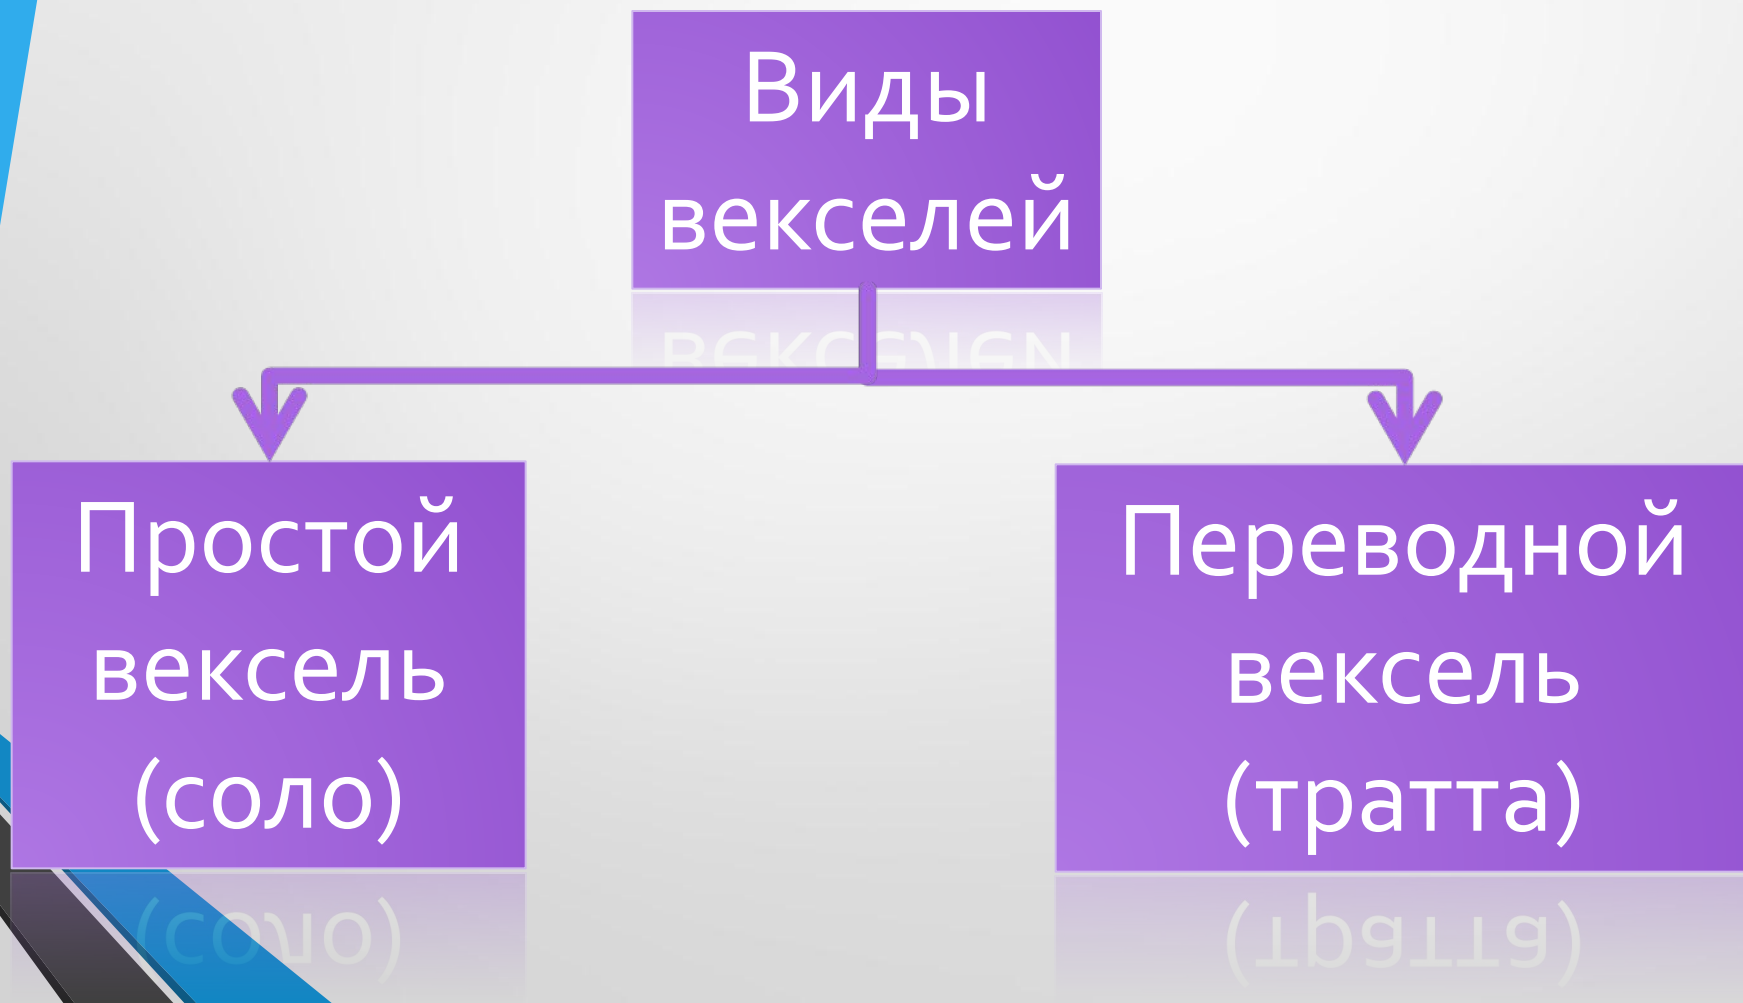 Виды
векселей
Простой
вексель
(соло)
Переводной
вексель
(тратта)